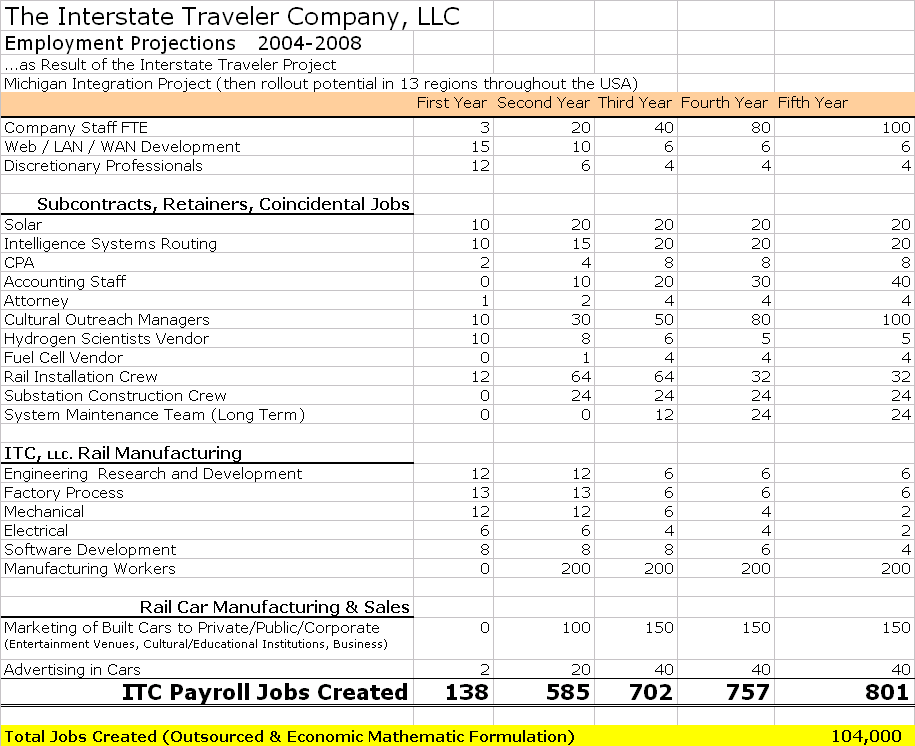 The Interstate Traveler Company, LLC
Employment Projections 2004-2008
...as Result of the Interstate Traveler Project
Michigan Integration Project (then rollout potential in 13 regions throughout the USA)
First Year Second Year Third Year Fourth Year Fifth Year
Company Staff FTE 3 20 40 80 100
Web / LAN / WAN Development 15 10 6 6 6
Discretionary Professionals 12 6 4 4 4
Subcontracts, Retainers, Coincidental Jobs
Solar 10 20 20 20 20
Intelligence Systems Routing 10 15 20 20 20
CPA 2 4 8 8 8
Accounting Staff 0 10 20 30 40
Attorney 1 2 4 4 4
Cultural Outreach Managers 10 30 50 80 100
Hydrogen Scientists Vendor 10 8 6 5 5
Fuel Cell Vendor 0 1 4 4 4
Rail Installation Crew 12 64 64 32 32
Substation Construction Crew 0 24 24 24 24
System Maintenance Team (Long Term) 0 0 12 24 24
ITC, LLC. Rail Manufacturing
Engineering Research and Development 12 12 6 6 6
Factory Process 13 13 6 6 6
Mechanical 12 12 6 4 2
Electrical 6 6 4 4 2
Software Development 8 8 8 6 4
Manufacturing Workers 0 200 200 200 200
Rail Car Manufacturing & Sales
Marketing of Built Cars to Private/Public/Corporate 0 100 150 150 150
(Entertainment Venues, Cultural/Educational Institutions, Business)
Advertising in Cars 2 20 40 40 40
ITC Payroll Jobs Created 138 585 702 757 801
Total Jobs Created (Outsourced & Economic Mathematic Formulation) 104,000